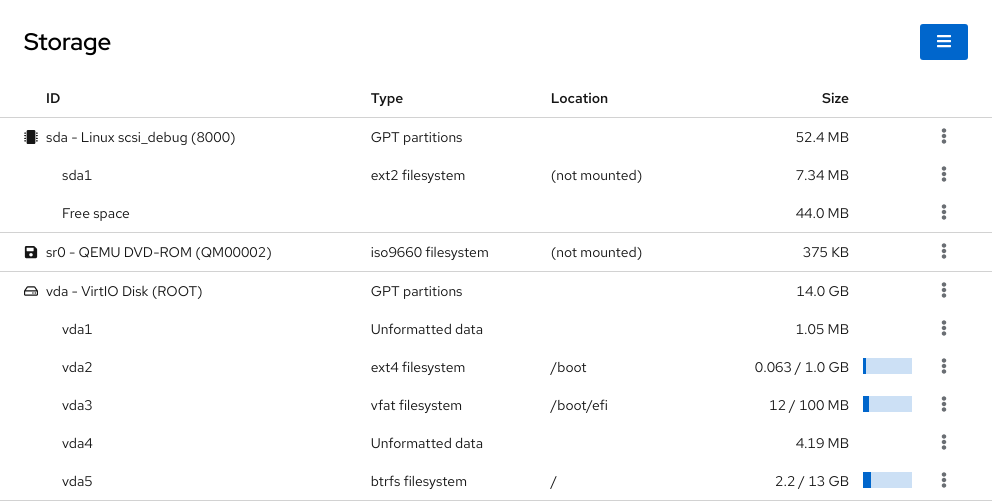 Storage
ID Type Location Size
sda - Linux scsi_debug (8000) GPT partitions 52.4 MB
sda1 ext2 filesystem (not mounted) 7.34 MB
Free space 44.0 MB
sr0 - QEMU DVD-ROM (QM00002) iso9660 filesystem (not mounted) 375 KB
vda - VirtIO Disk (ROOT) GPT partitions 14.0 GB
vda1 Unformatted data 1.05 MB
vda2 ext4 filesystem /boot 0.063 / 1.0 GB
vda3 vfat filesystem /boot/efi 12 / 100 MB
vda4 Unformatted data 4.19 MB
vda5 btrfs filesystem / 2.2 / 13 GB